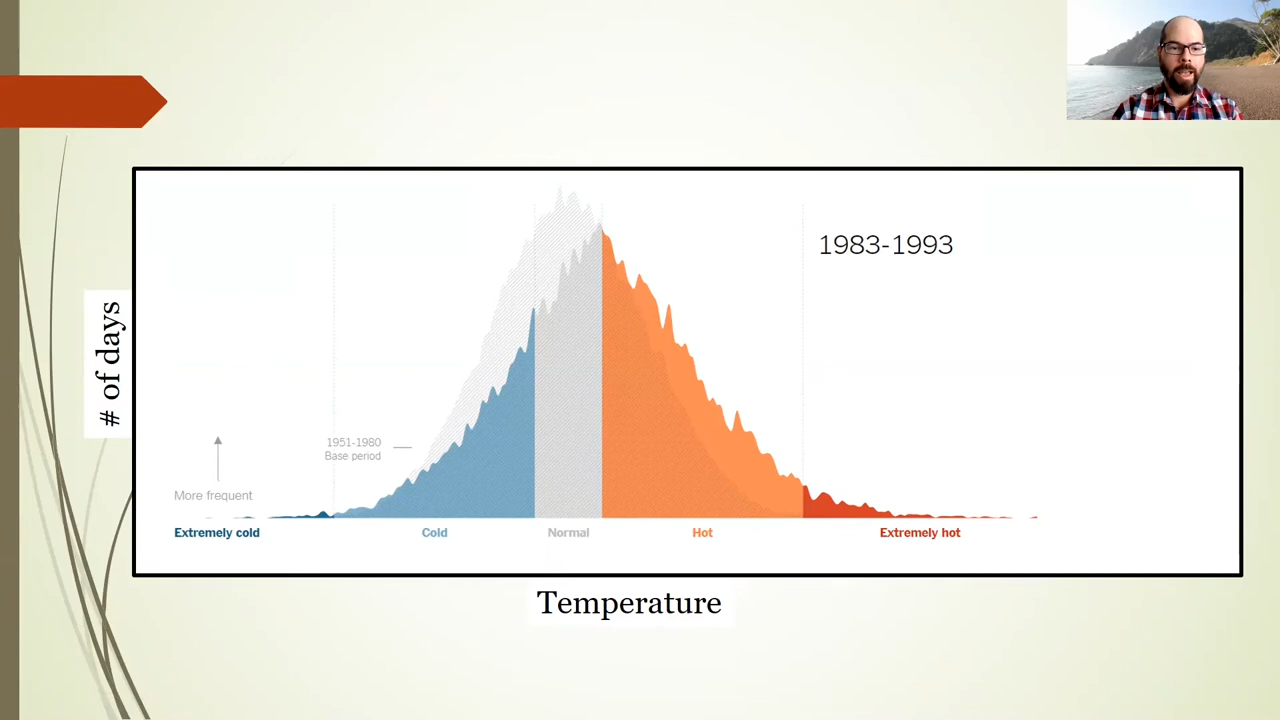 1983-1993
# of days
1951-1980
Base period
More frequent
Extremely cold
Cold
Normal
Hot
Extremely hot
Temperature